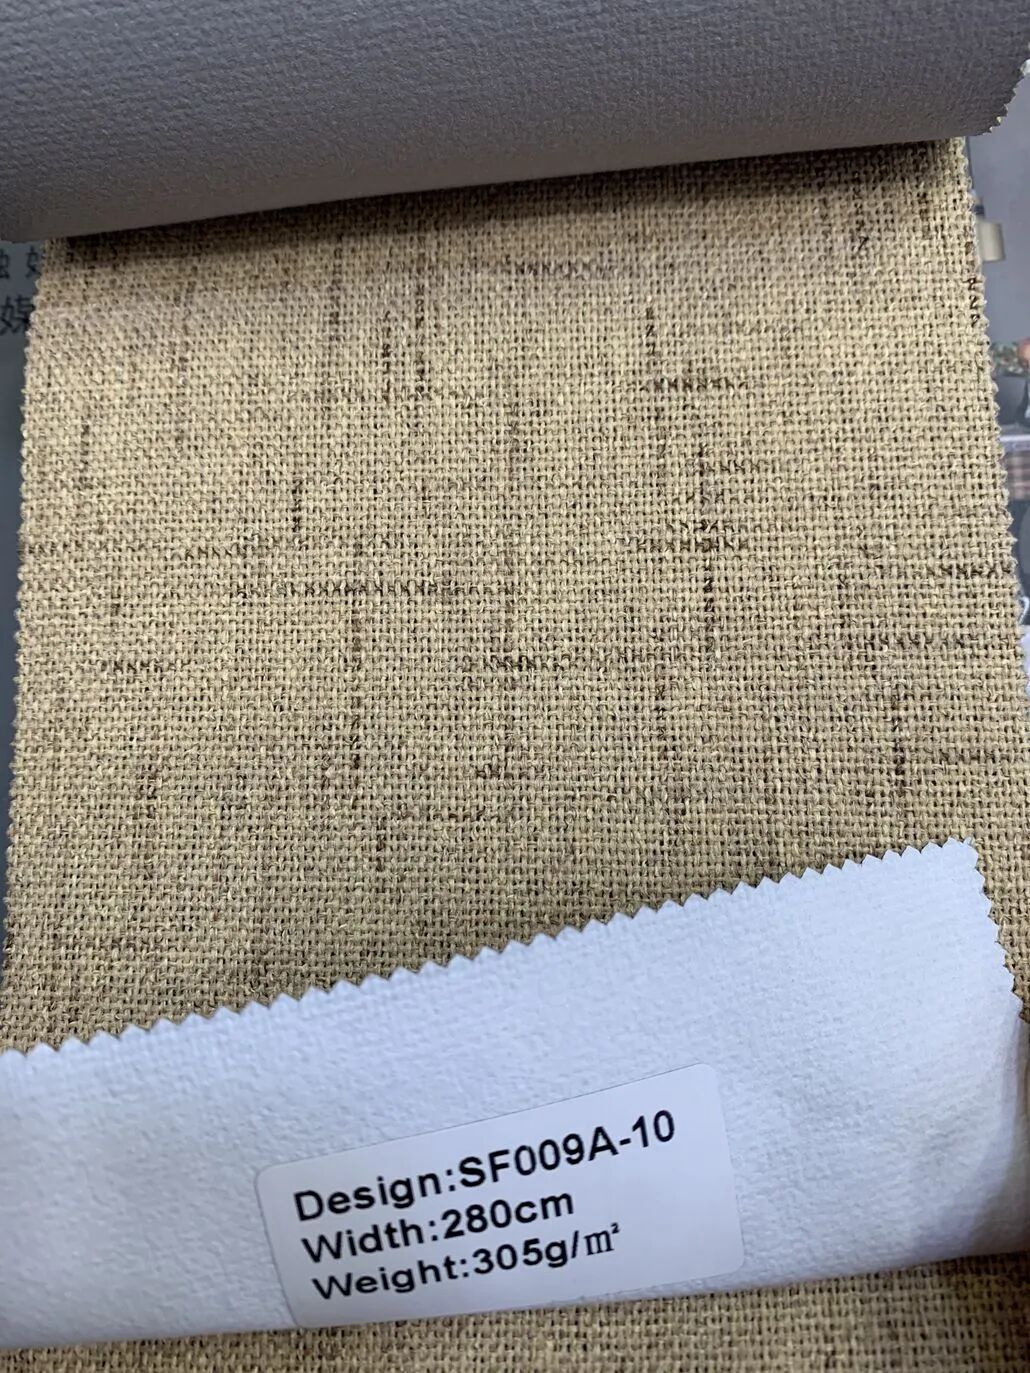 Design:SF009A-10
Width:280cm
Weight:305g/㎡